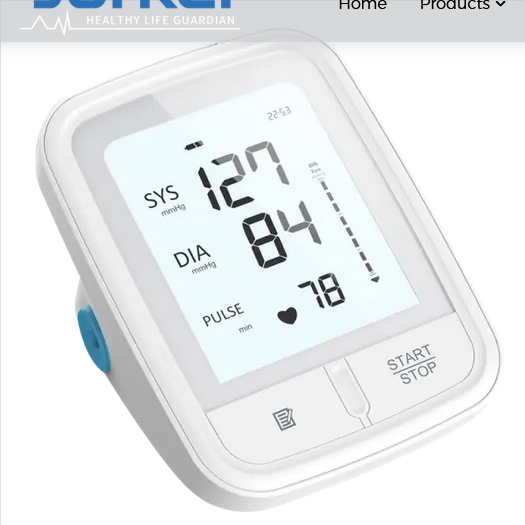 HEALTHY LIFE GUARDIAN
Home
Products
22:53
SYS
mmHg
127
DIA
mmHg
84
PULSE
min
78
START
STOP